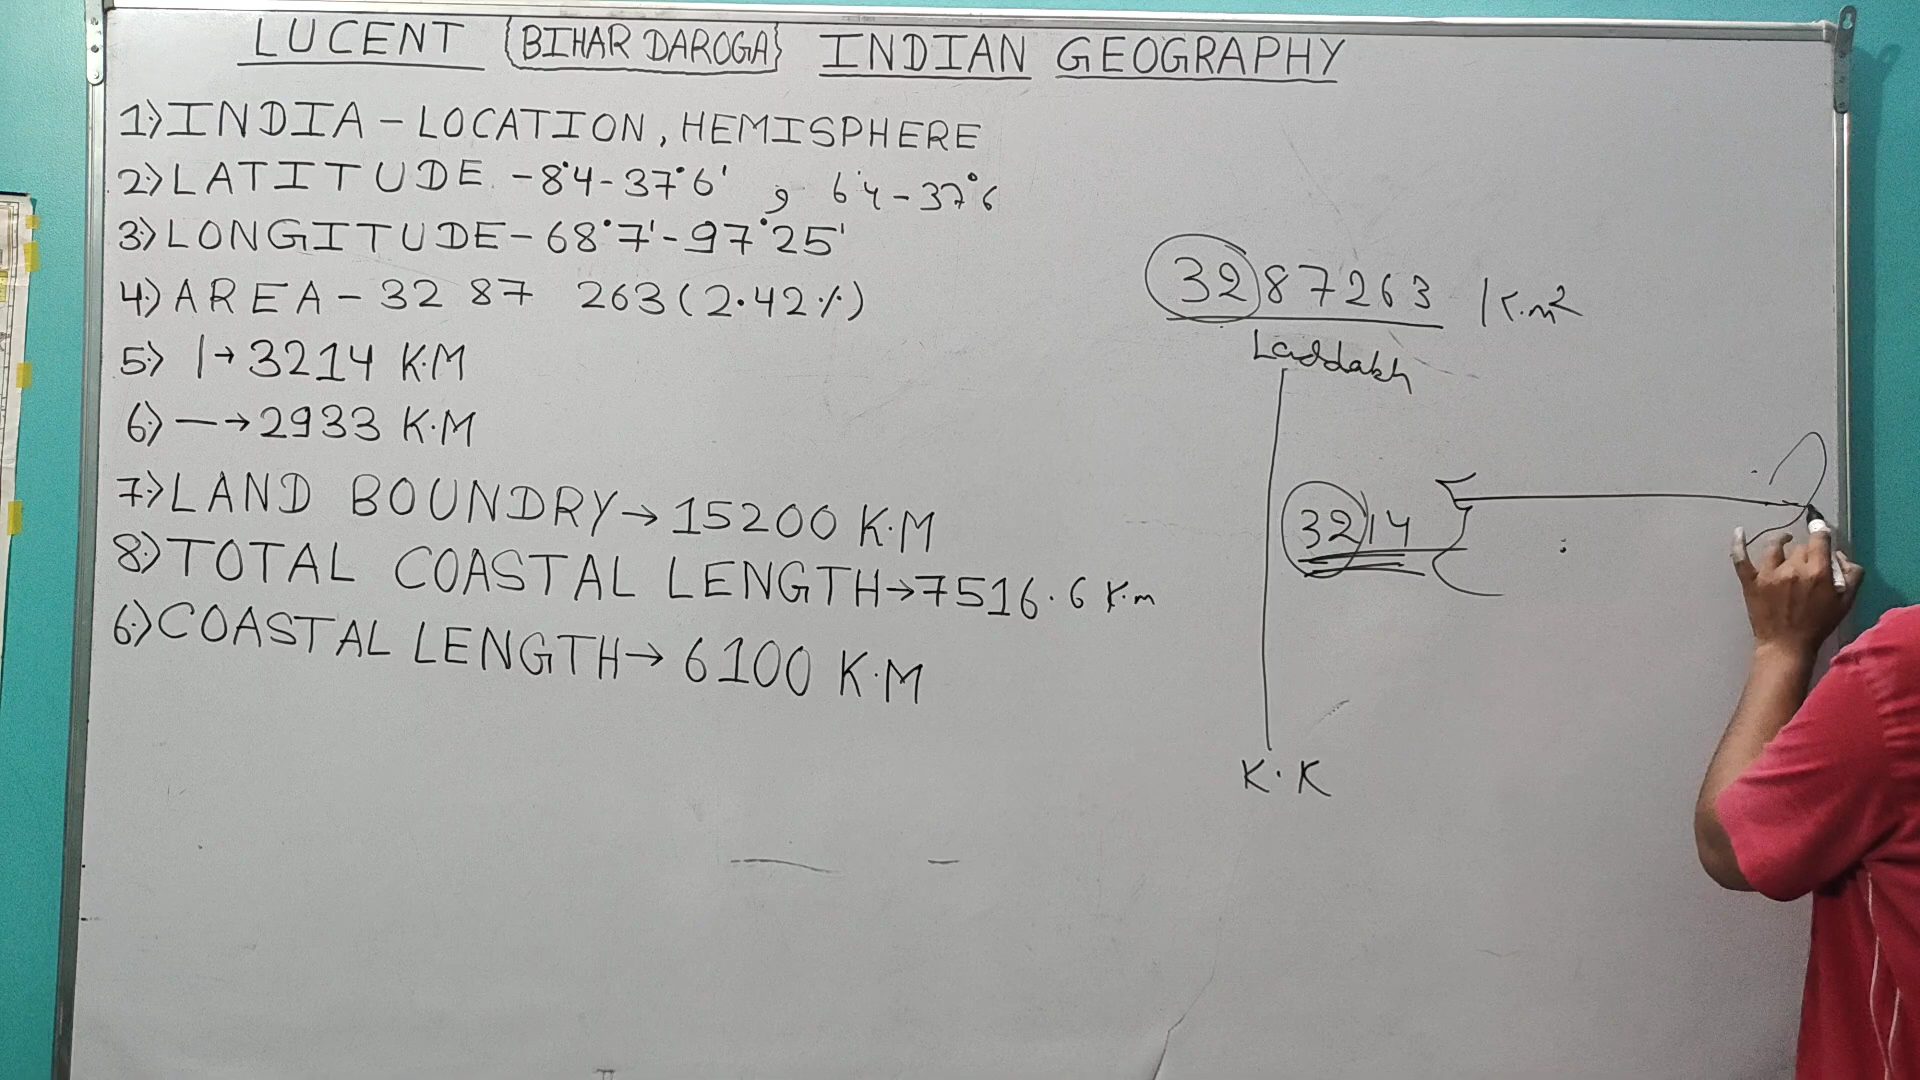 LUCENT {BIHAR DAROGA} INDIAN GEOGRAPHY
1) INDIA - LOCATION, HEMISPHERE
2) LATITUDE - 8°4 - 37°6' , 6°4 - 37°6
3) LONGITUDE - 68°7' - 97°25'
4) AREA - 32 87 263 (2.42%)
5) | → 3214 K.M
6) — → 2933 K.M
7) LAND BOUNDRY → 15200 K.M
8) TOTAL COASTAL LENGTH → 7516.6 K.m
6) COASTAL LENGTH → 6100 K.M
3287263 K.m²
Laddakh
3214
K.K